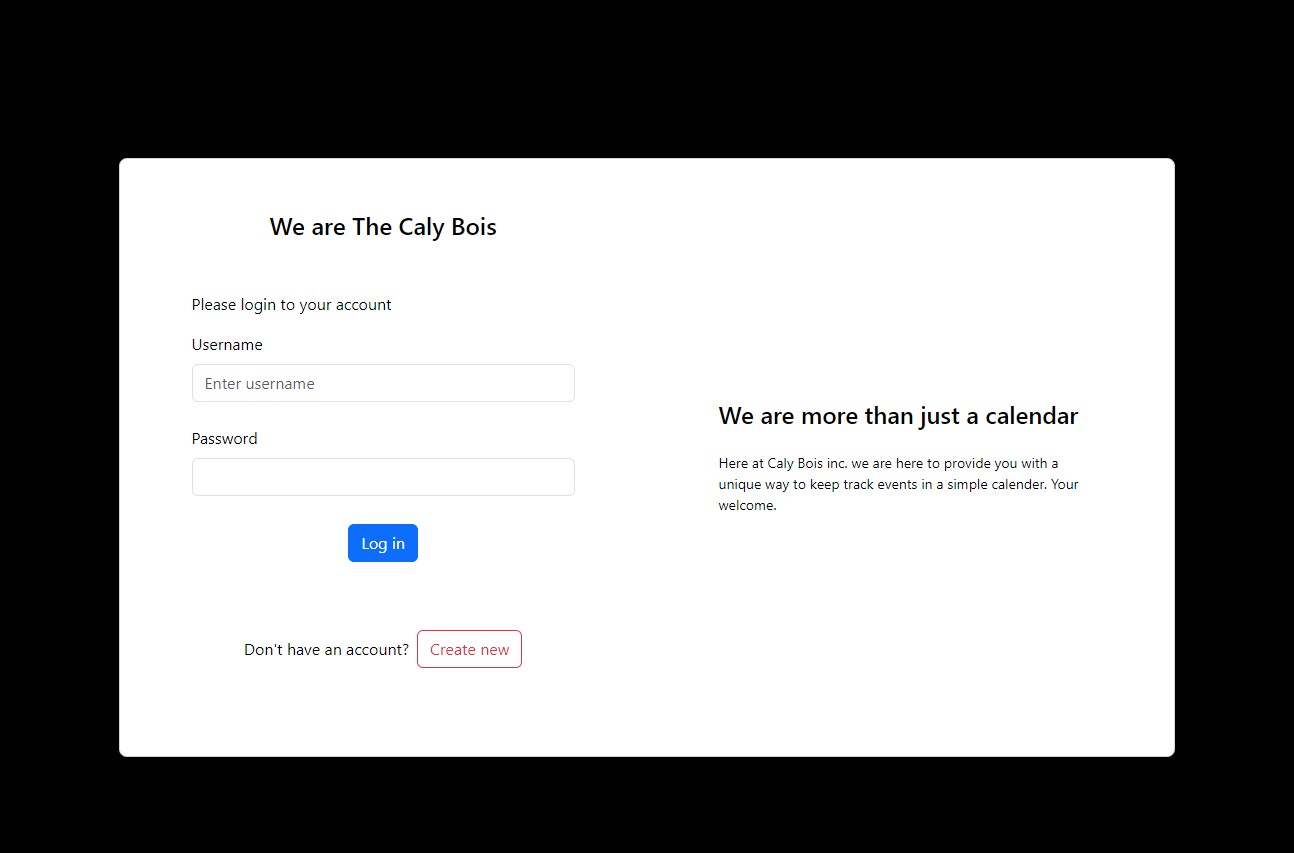 We are The Caly Bois
Please login to your account
Username
Enter username
Password
Log in
Don't have an account? Create new
We are more than just a calendar
Here at Caly Bois inc. we are here to provide you with a
unique way to keep track events in a simple calender. Your
welcome.